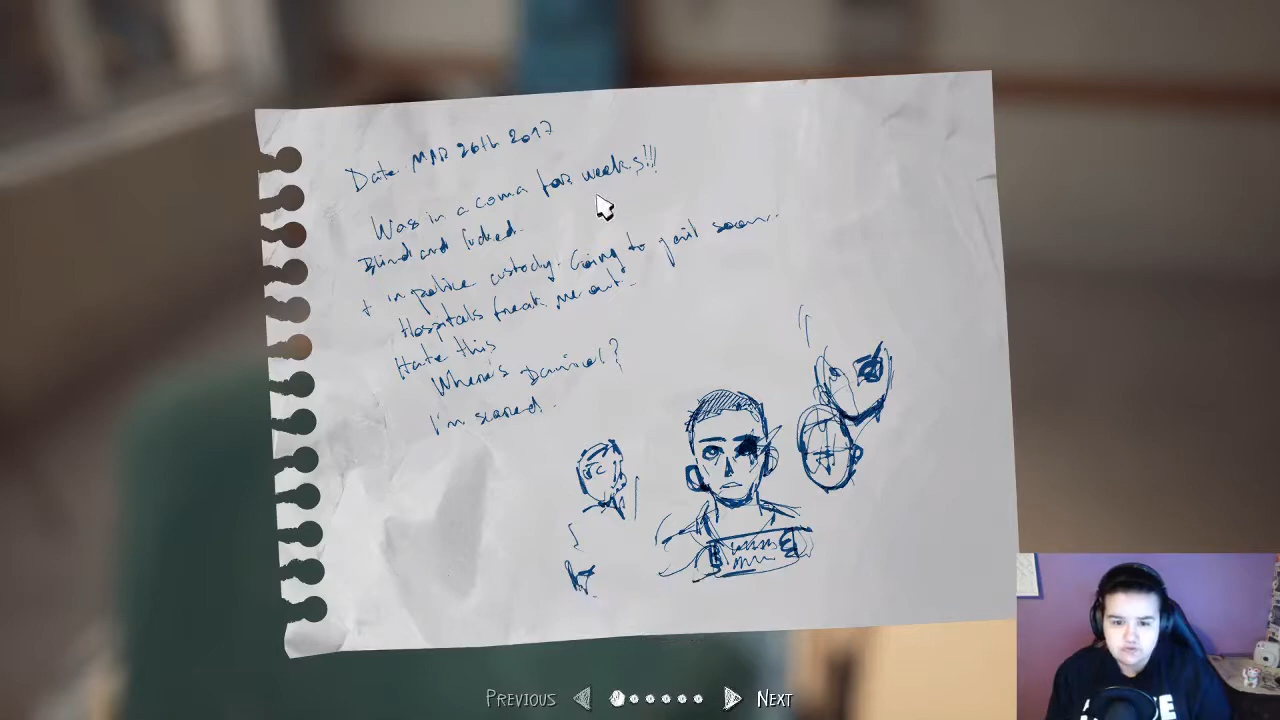 Date MAR 26th 2017
Was in a coma for weeks!!!
Blind and fucked.
+ in police custody. Going to jail soon.
Hospitals freak me out.
Hate this
Where's Daniel?
I'm scared.
PREVIOUS
NEXT